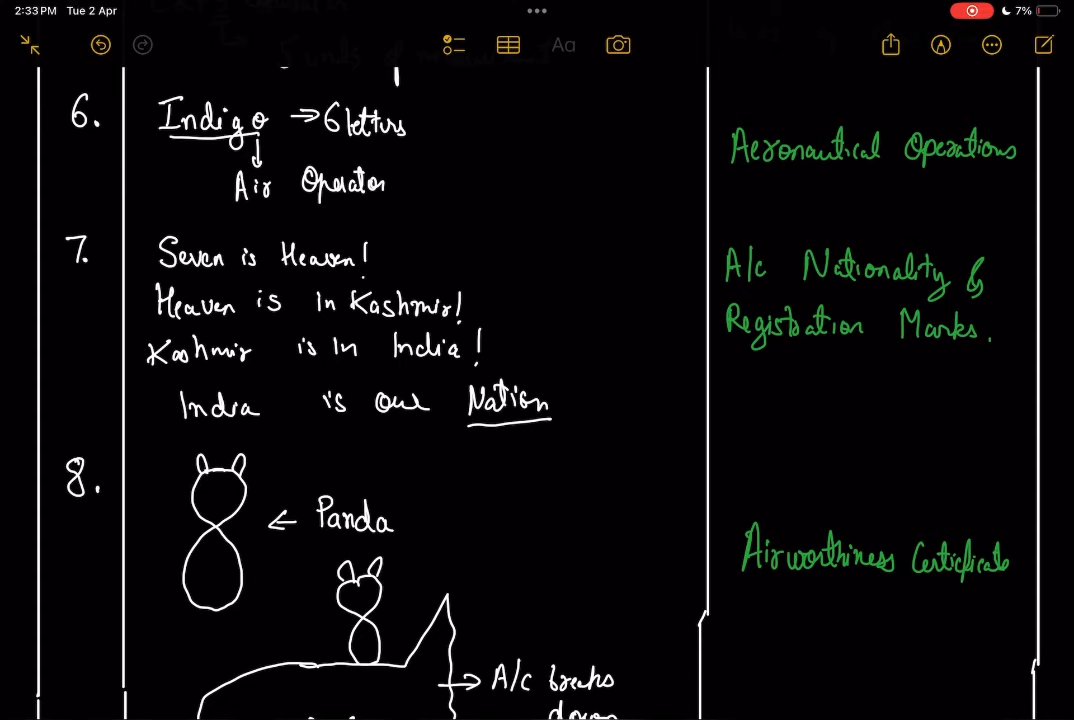 2:33 PM Tue 2 Apr
7%
Aa
6. Indigo → 6 letters
Air Operator
Aeronautical Operations
7. Seven is Heaven!
Heaven is In Kashmir!
Kashmir is In India!
India is our Nation
A/c Nationality &
Registration Marks.
8.
← Panda
Airworthiness Certificate
→ A/c breaks
down